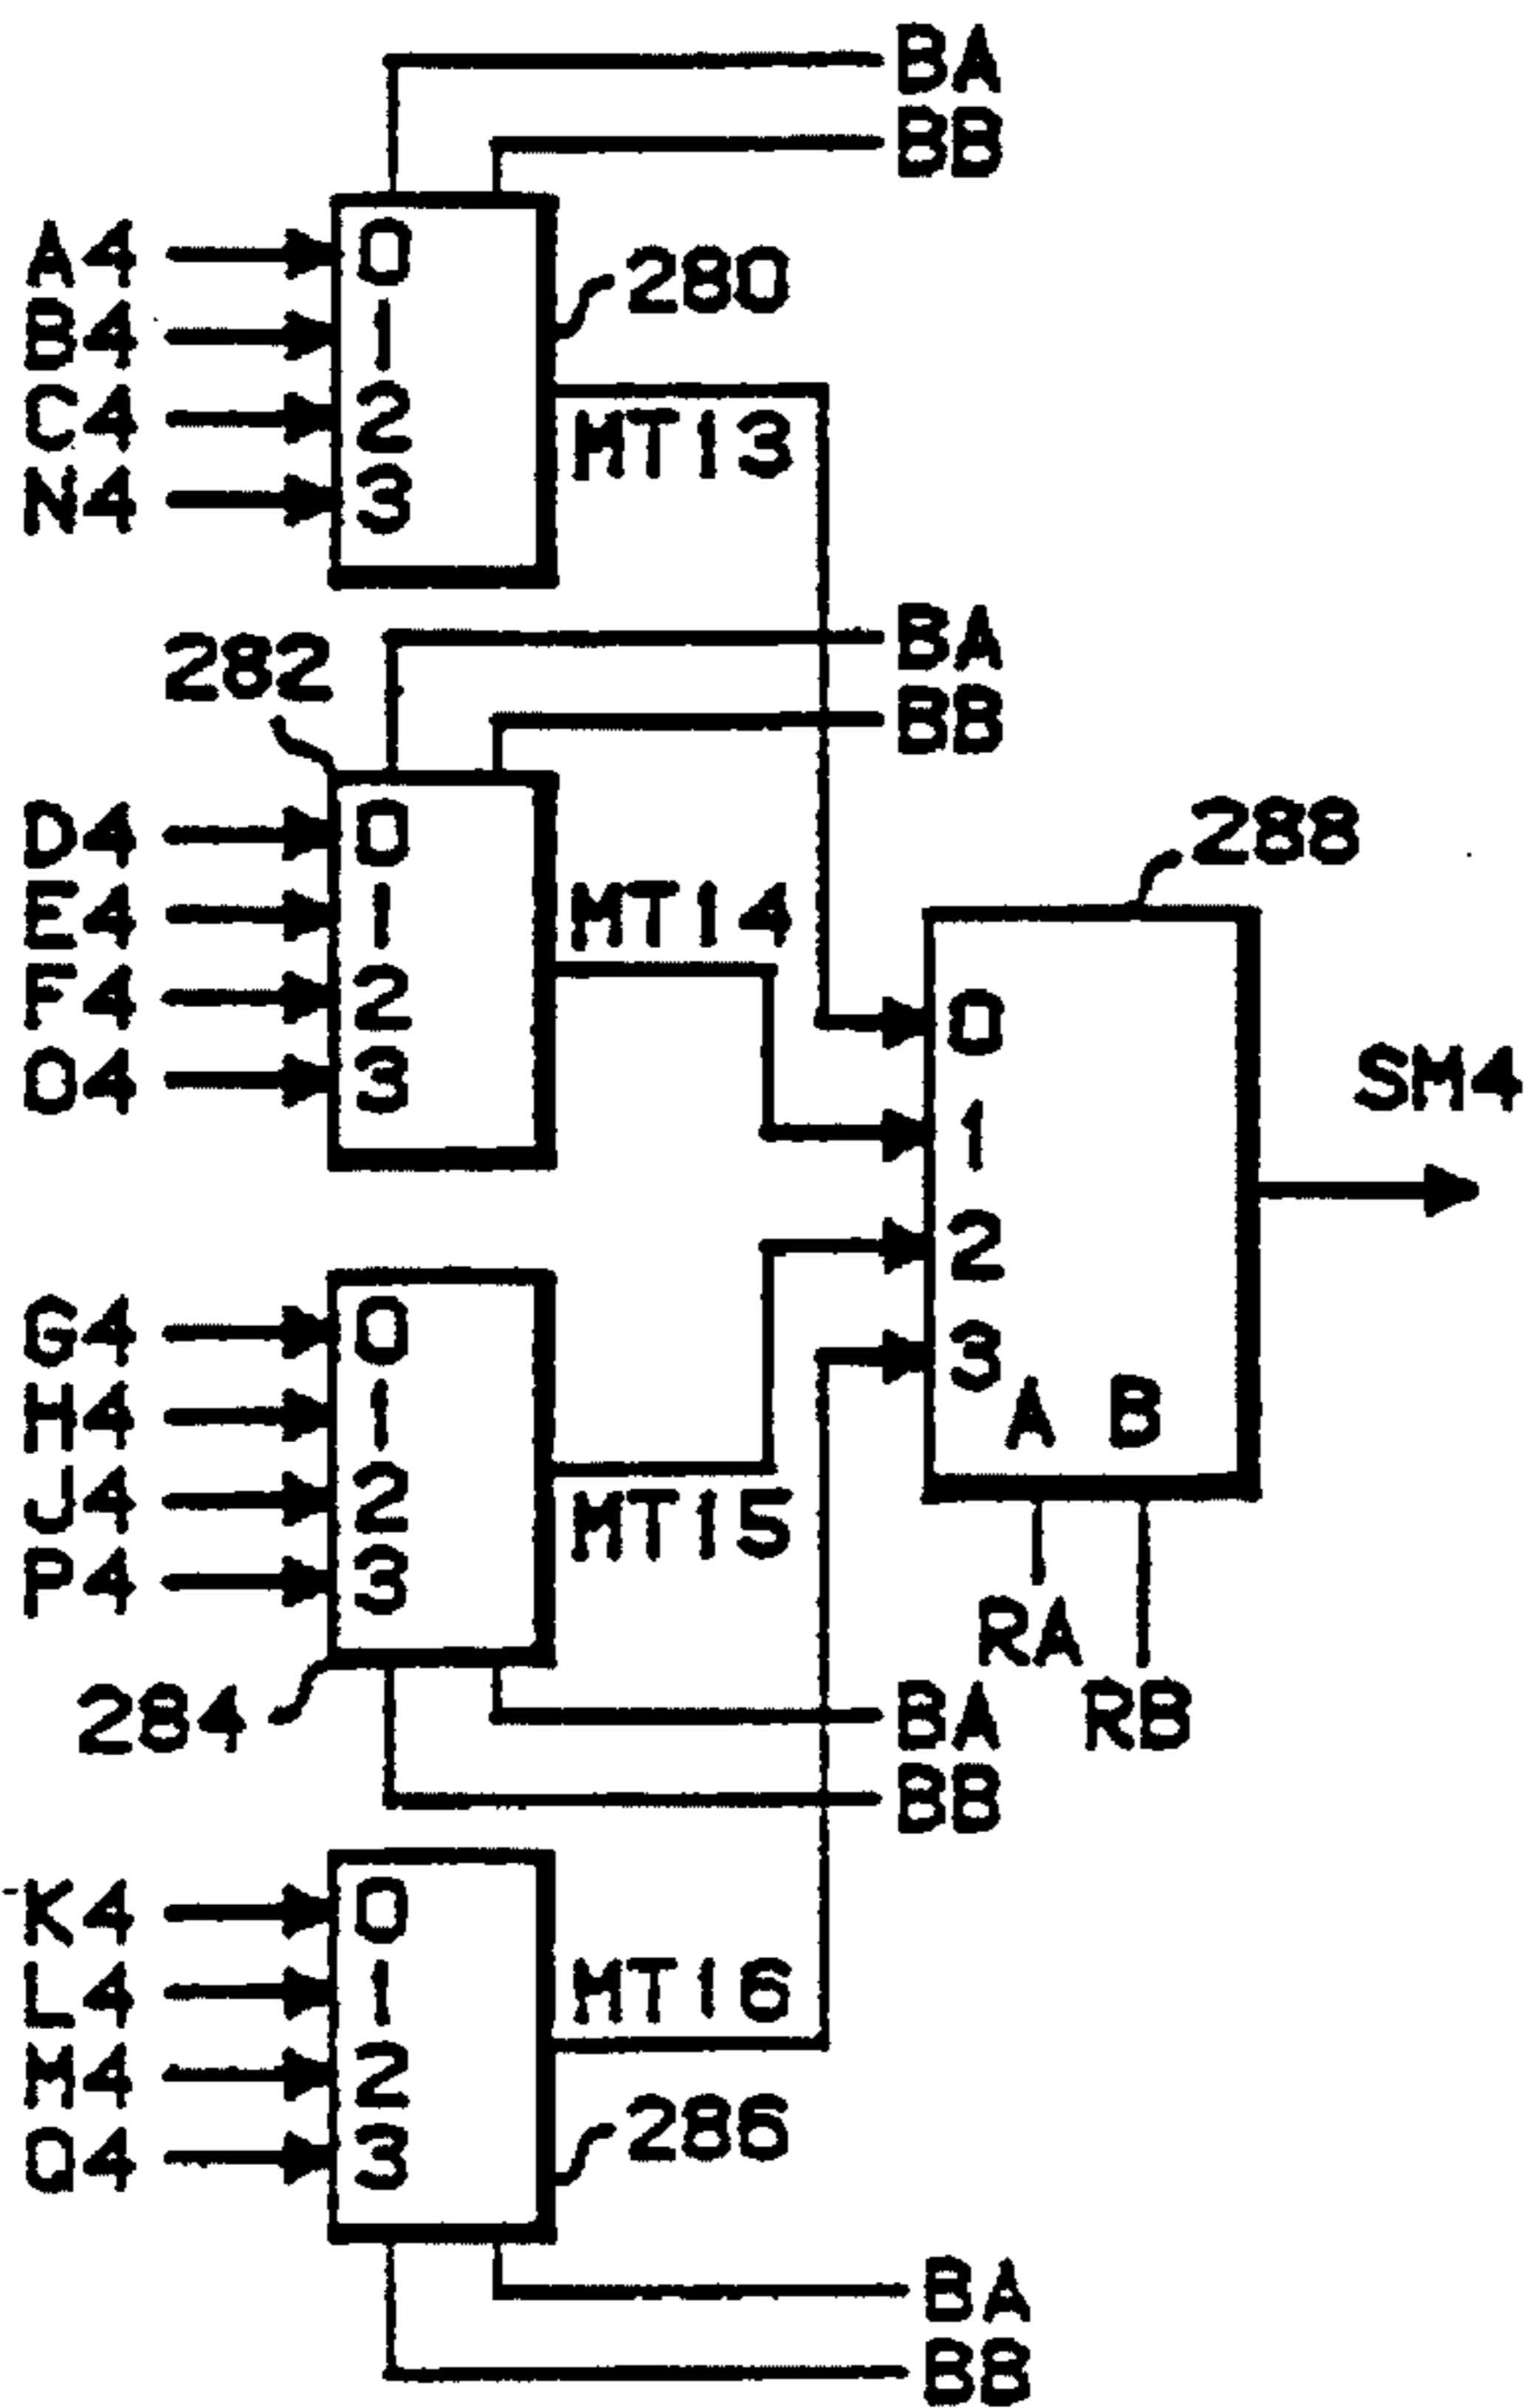 BA
BB
A4 0
B4 1
C4 2
N4 3
280
MT13
BA
BB
282
D4 0
E4 1
F4 2
O4 3
MT14
288
0
1
2
3
A B
SM4
RA
RB
G4 0
H4 1
J4 2
P4 3
MT15
284
BA
BB
K4 0
L4 1
M4 2
Q4 3
MT16
286
BA
BB